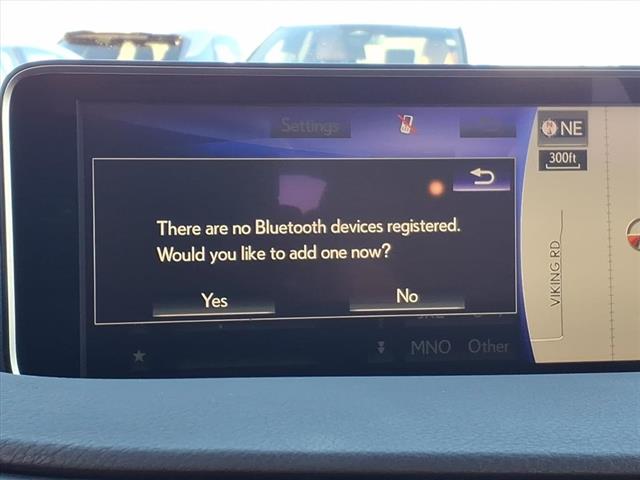 Settings
NE
300ft
There are no Bluetooth devices registered.
Would you like to add one now?
Yes
No
VIKING RD
MNO
Other